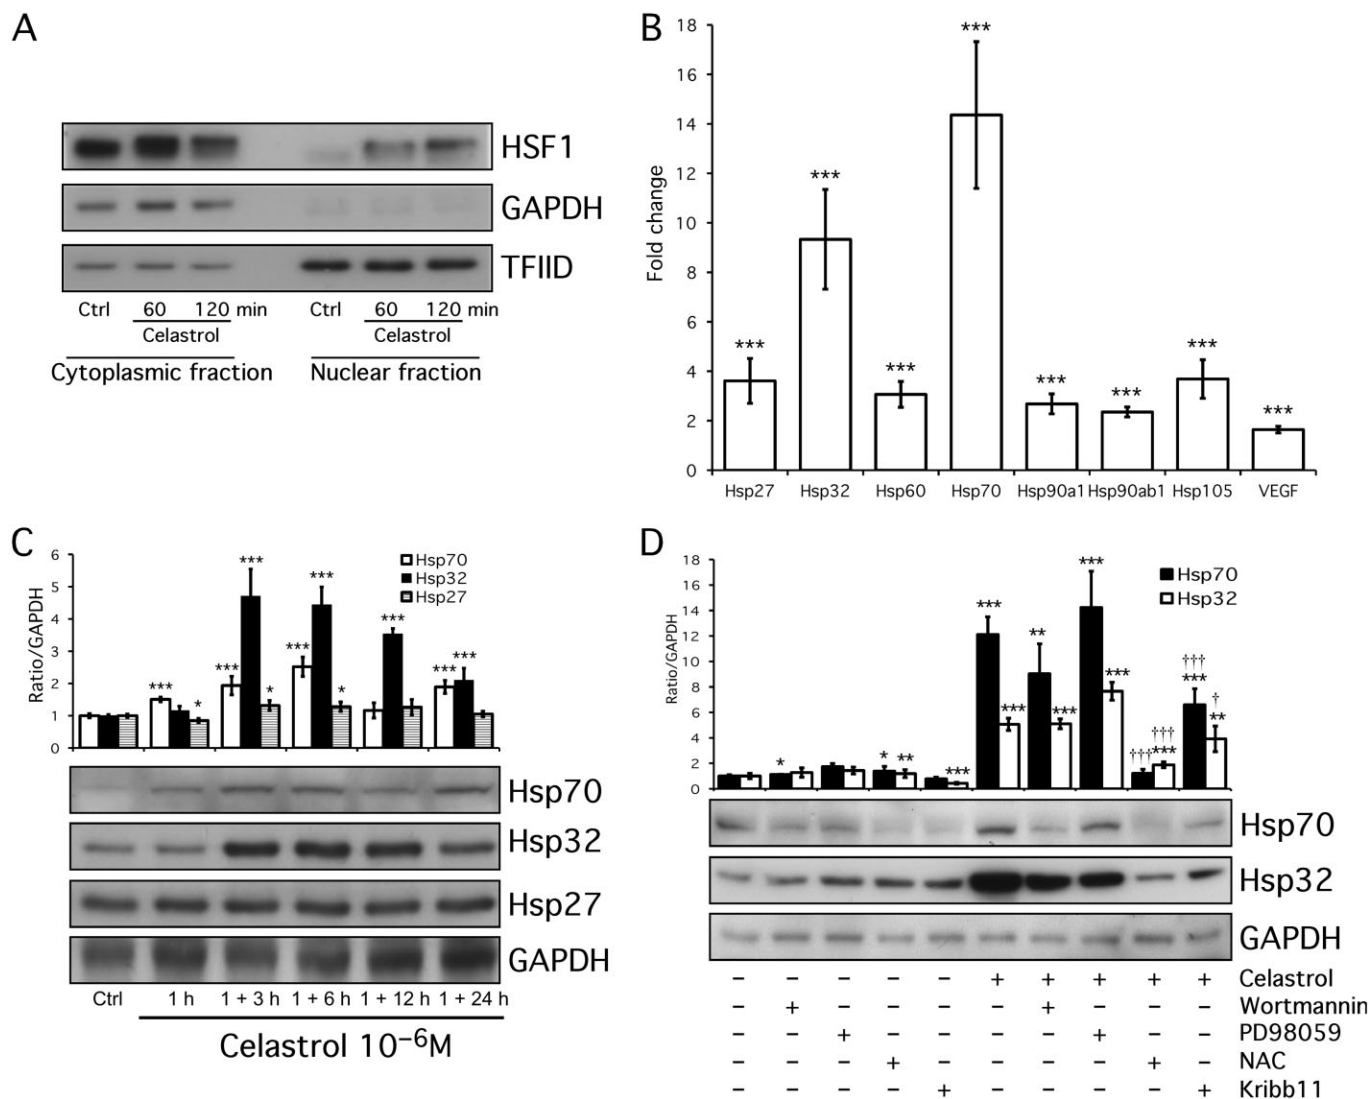 A
HSF1
GAPDH
TFIID
Ctrl 60 120 min Ctrl 60 120 min
Celastrol Celastrol
Cytoplasmic fraction Nuclear fraction
B
Fold change
18
16
14
12
10
8
6
4
2
0
*** *** *** *** *** *** *** ***
Hsp27 Hsp32 Hsp60 Hsp70 Hsp90a1 Hsp90ab1 Hsp105 VEGF
C
Ratio/GAPDH
6
5
4
3
2
1
0
Hsp70
Hsp32
Hsp27
*** * *** *** * *** *** * *** *** ***
Hsp70
Hsp32
Hsp27
GAPDH
Ctrl 1 h 1 + 3 h 1 + 6 h 1 + 12 h 1 + 24 h
Celastrol 10⁻⁶M
D
Ratio/GAPDH
18
16
14
12
10
8
6
4
2
0
Hsp70
Hsp32
* * ** *** *** *** ** *** *** *** ††† ††† *** ††† *** † **
Hsp70
Hsp32
GAPDH
– – – – – + + + + + Celastrol
– + – – – – + – – – Wortmannin
– – + – – – – + – – PD98059
– – – + – – – – + – NAC
– – – – + – – – – + Kribb11